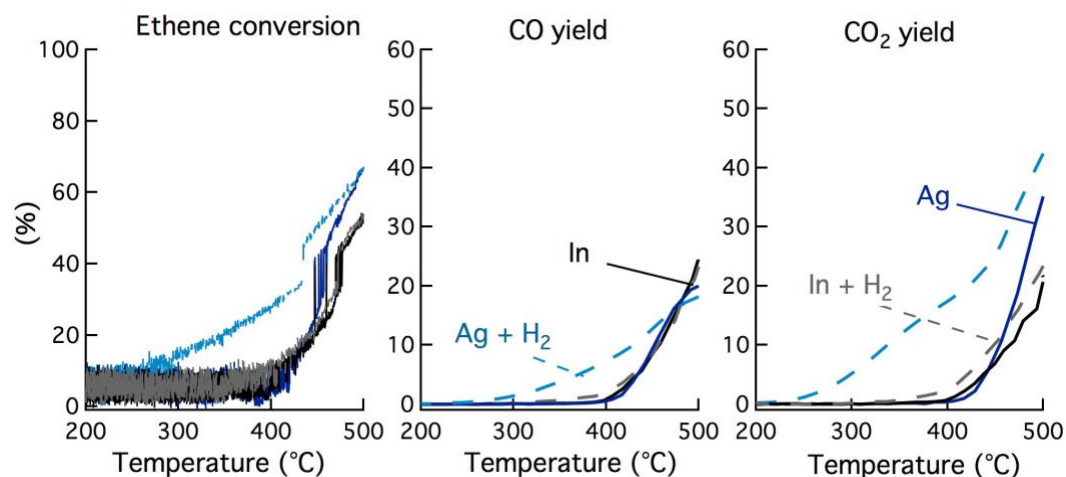 Ethene conversion
100
80
60
40
20
0
(%)
200 300 400 500
Temperature (°C)
CO yield
60
50
40
30
20
10
0
In
Ag + H₂
200 300 400 500
Temperature (°C)
CO₂ yield
60
50
40
30
20
10
0
Ag
In + H₂
200 300 400 500
Temperature (°C)